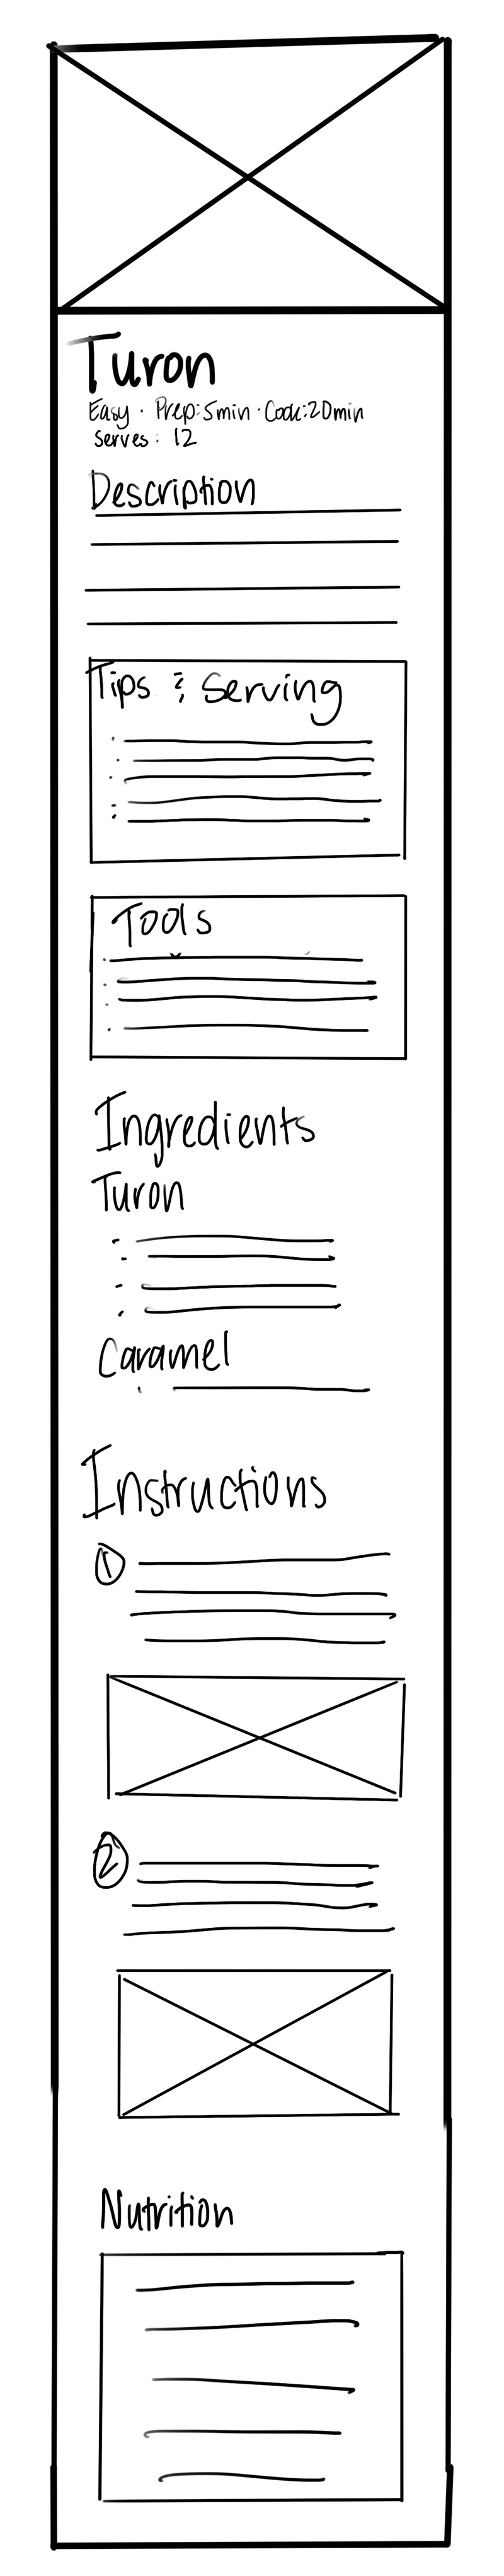 Turon
Easy · Prep: 5min · Cook: 20min
Serves: 12
Description
Tips & Serving
Tools
Ingredients
Turon
Caramel
Instructions
1
2
Nutrition